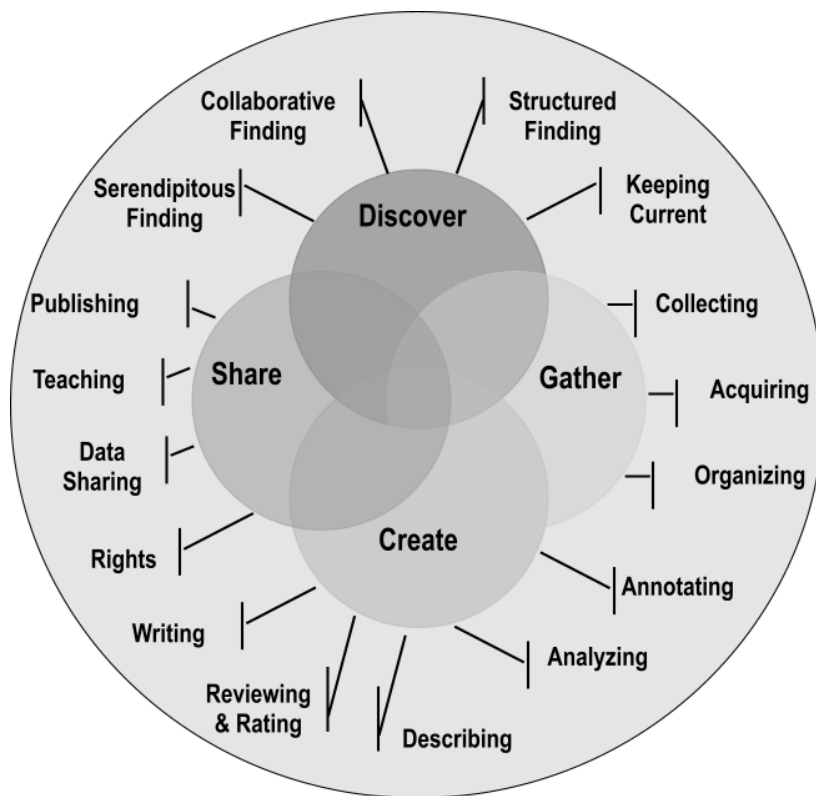 Collaborative
Finding
Structured
Finding
Serendipitous
Finding
Keeping
Current
Discover
Publishing
Collecting
Teaching
Share
Gather
Acquiring
Data
Sharing
Organizing
Rights
Create
Annotating
Writing
Analyzing
Reviewing
& Rating
Describing